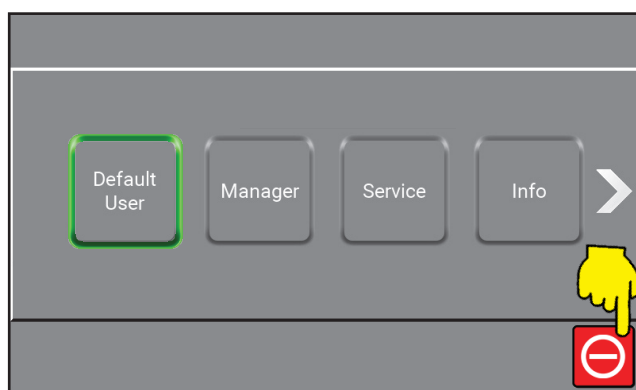 Default
User
Manager
Service
Info